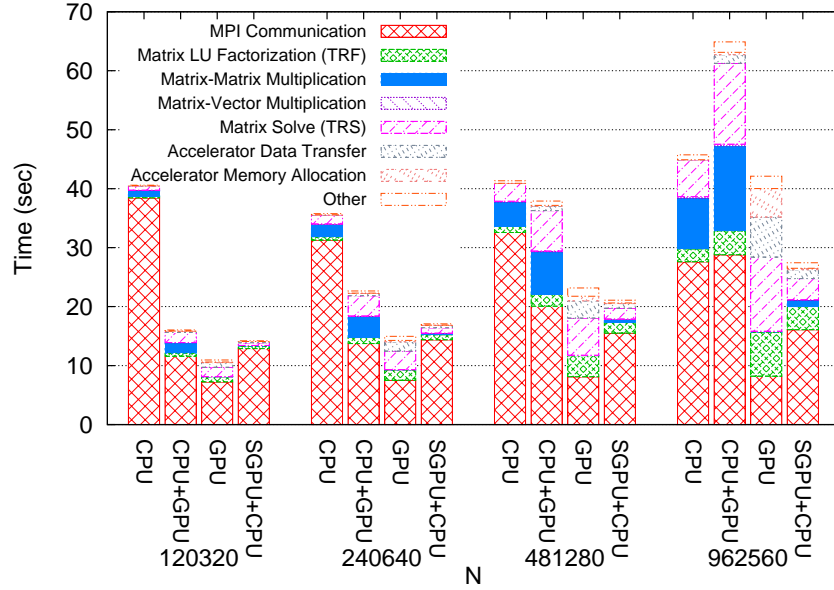 Time (sec)
70
60
50
40
30
20
10
0
MPI Communication
Matrix LU Factorization (TRF)
Matrix-Matrix Multiplication
Matrix-Vector Multiplication
Matrix Solve (TRS)
Accelerator Data Transfer
Accelerator Memory Allocation
Other
CPU
CPU+GPU
GPU
SGPU+CPU
CPU
CPU+GPU
GPU
SGPU+CPU
CPU
CPU+GPU
GPU
SGPU+CPU
CPU
CPU+GPU
GPU
SGPU+CPU
120320
240640
481280
962560
N